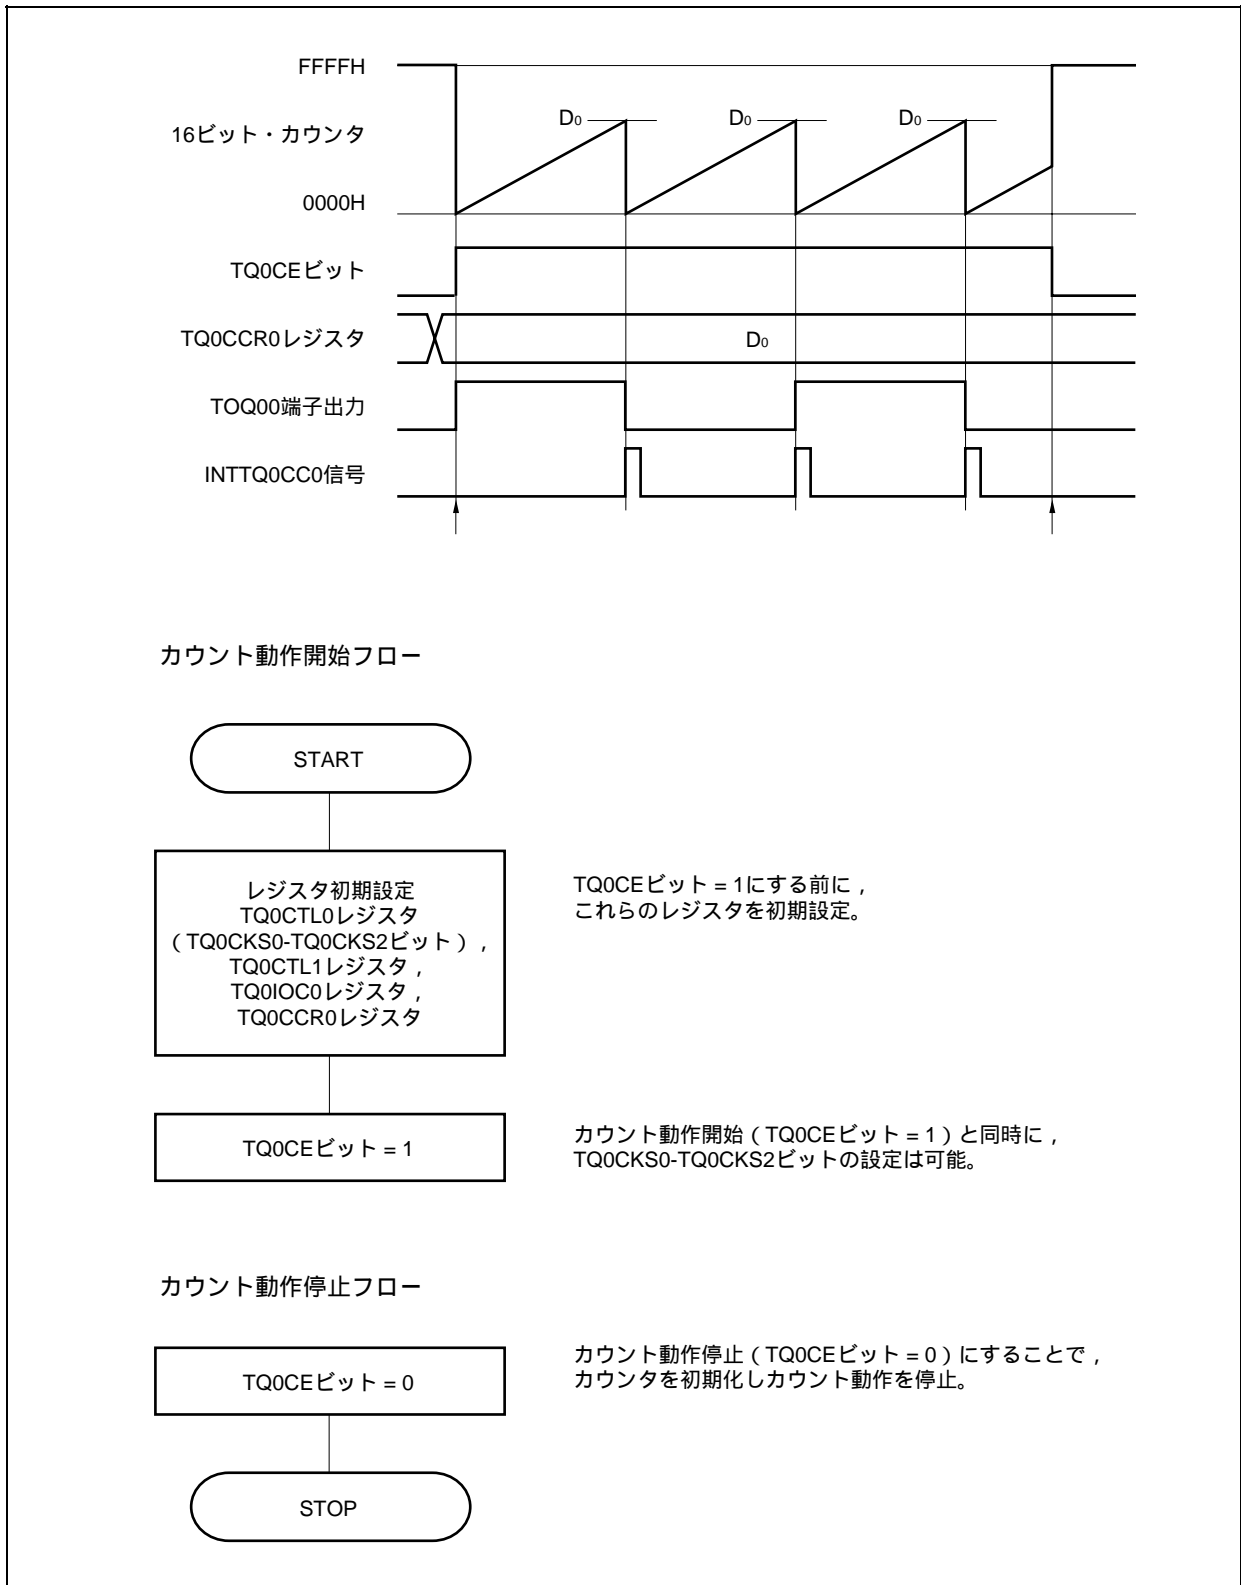 FFFFH
D0 D0 D0
16ビット・カウンタ
0000H
TQ0CEビット
TQ0CCR0レジスタ
D0
TOQ00端子出力
INTTQ0CC0信号
カウント動作開始フロー
START
レジスタ初期設定
TQ0CTL0レジスタ
（TQ0CKS0-TQ0CKS2ビット），
TQ0CTL1レジスタ，
TQ0IOC0レジスタ，
TQ0CCR0レジスタ
TQ0CEビット = 1にする前に，
これらのレジスタを初期設定。
TQ0CEビット = 1
カウント動作開始（TQ0CEビット = 1）と同時に，
TQ0CKS0-TQ0CKS2ビットの設定は可能。
カウント動作停止フロー
TQ0CEビット = 0
カウント動作停止（TQ0CEビット = 0）にすることで，
カウンタを初期化しカウント動作を停止。
STOP